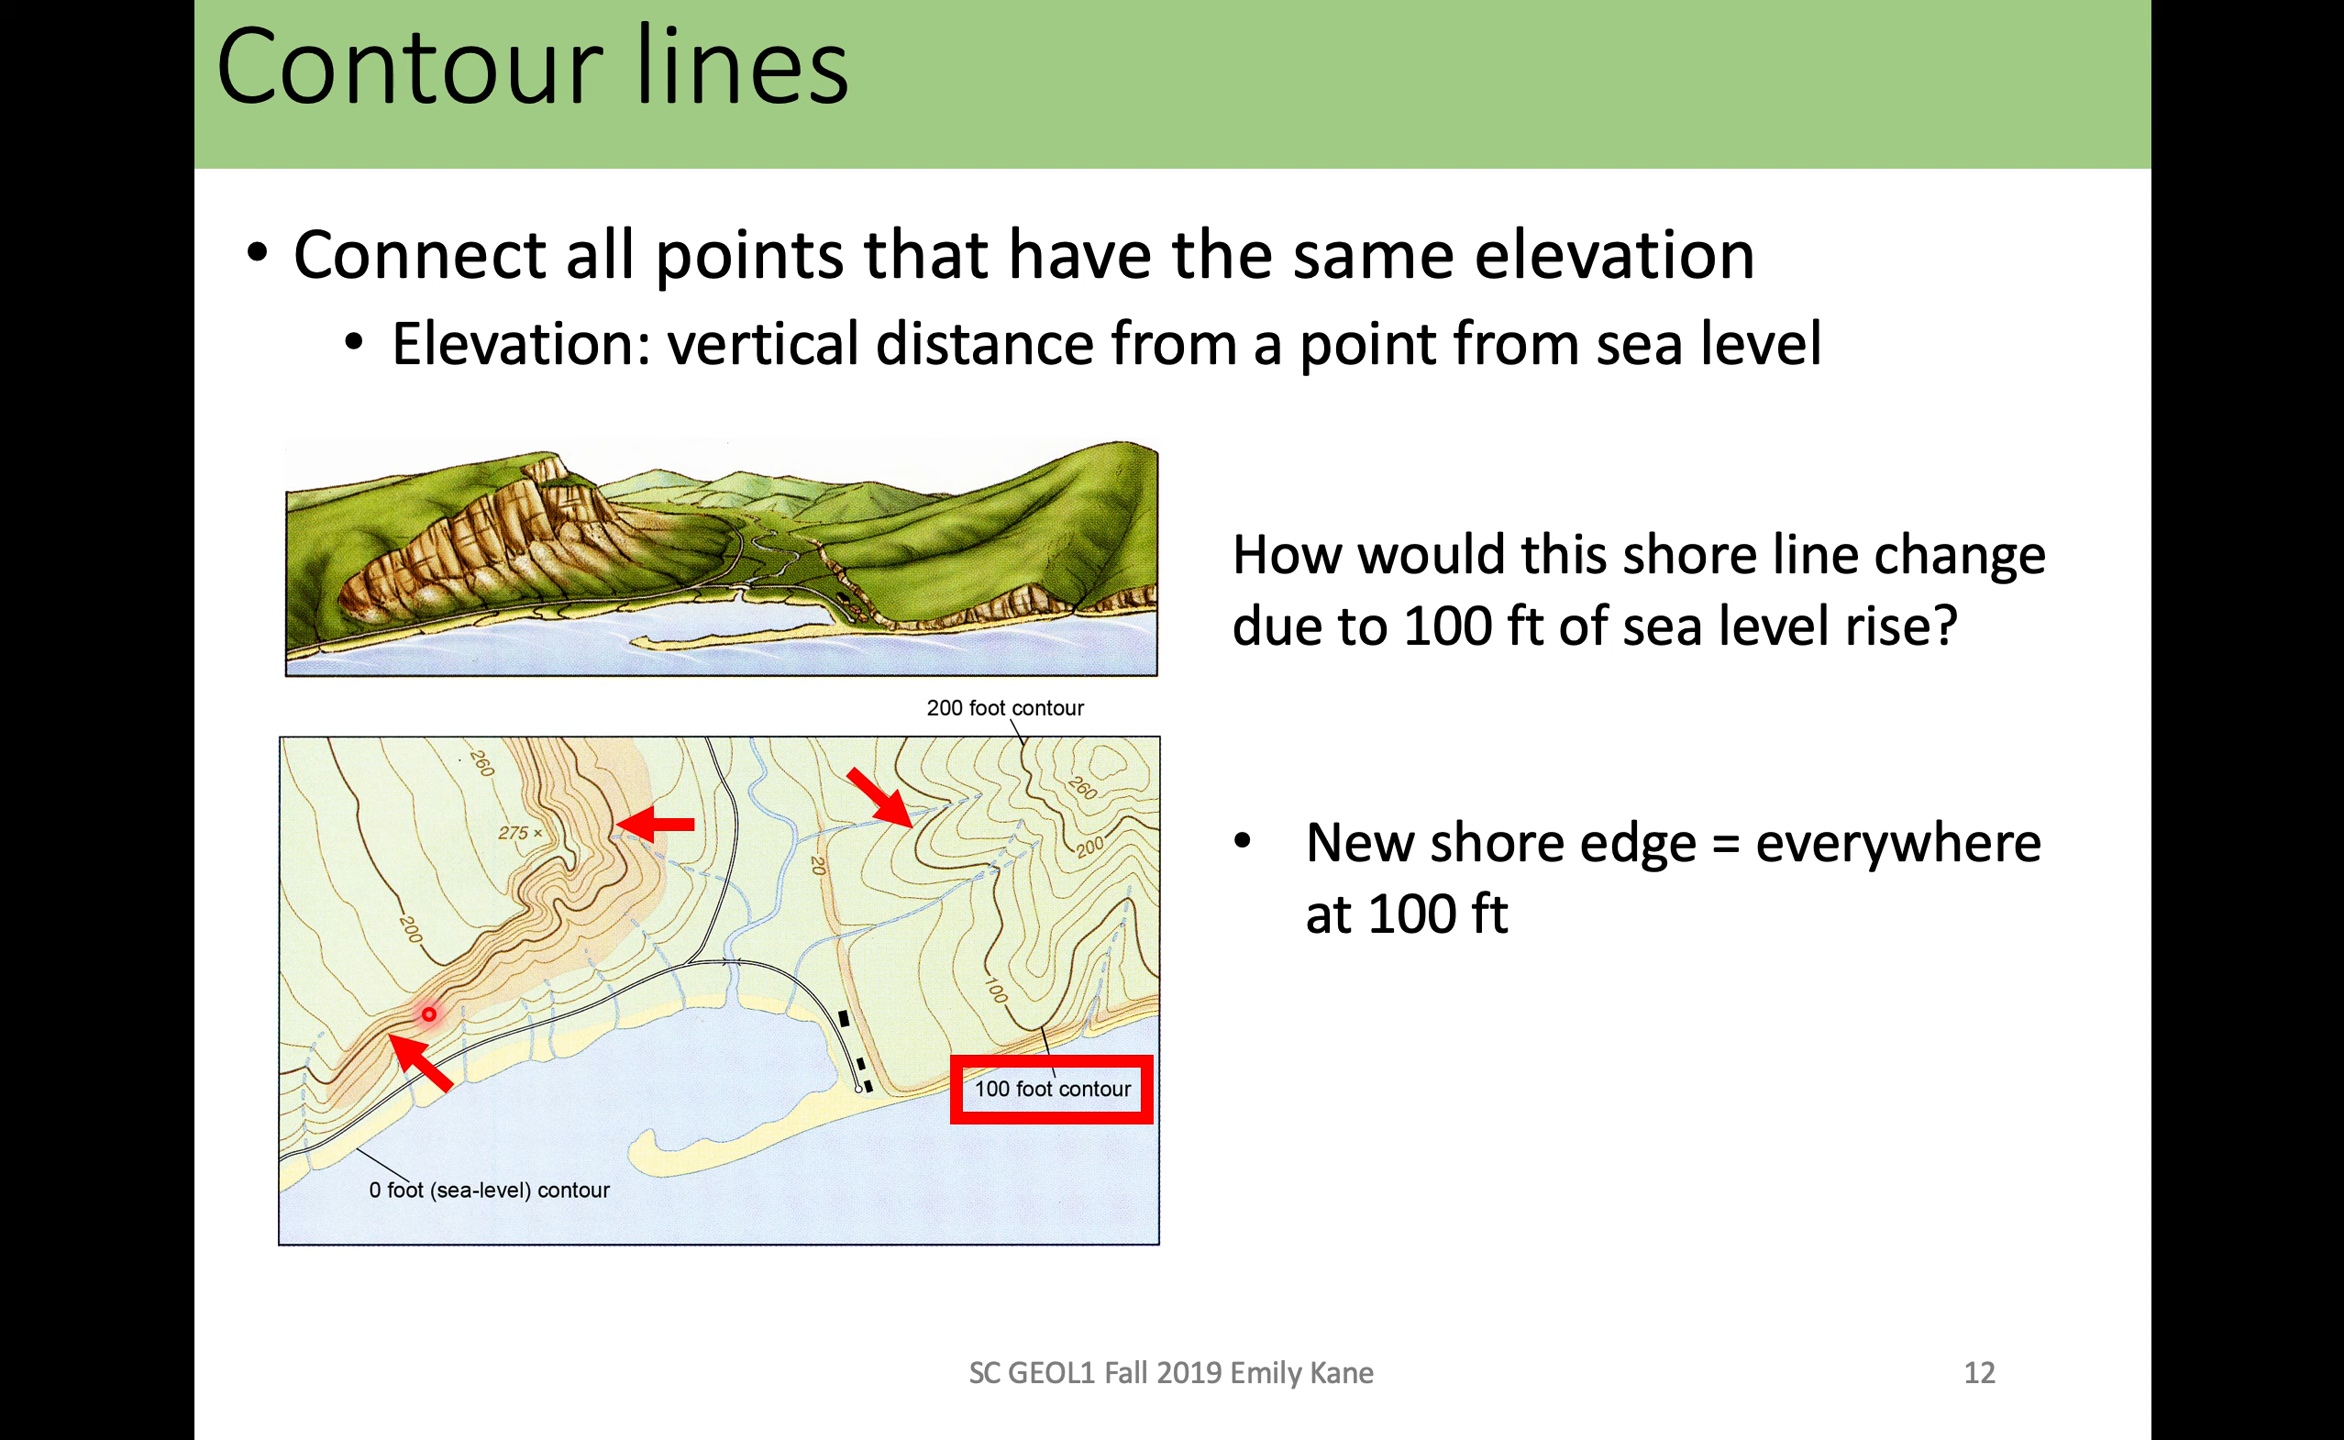 Contour lines
• Connect all points that have the same elevation
• Elevation: vertical distance from a point from sea level
How would this shore line change
due to 100 ft of sea level rise?
200 foot contour
260
260
275 ×
200
20
200
100
100 foot contour
0 foot (sea-level) contour
• New shore edge = everywhere
at 100 ft
SC GEOL1 Fall 2019 Emily Kane
12